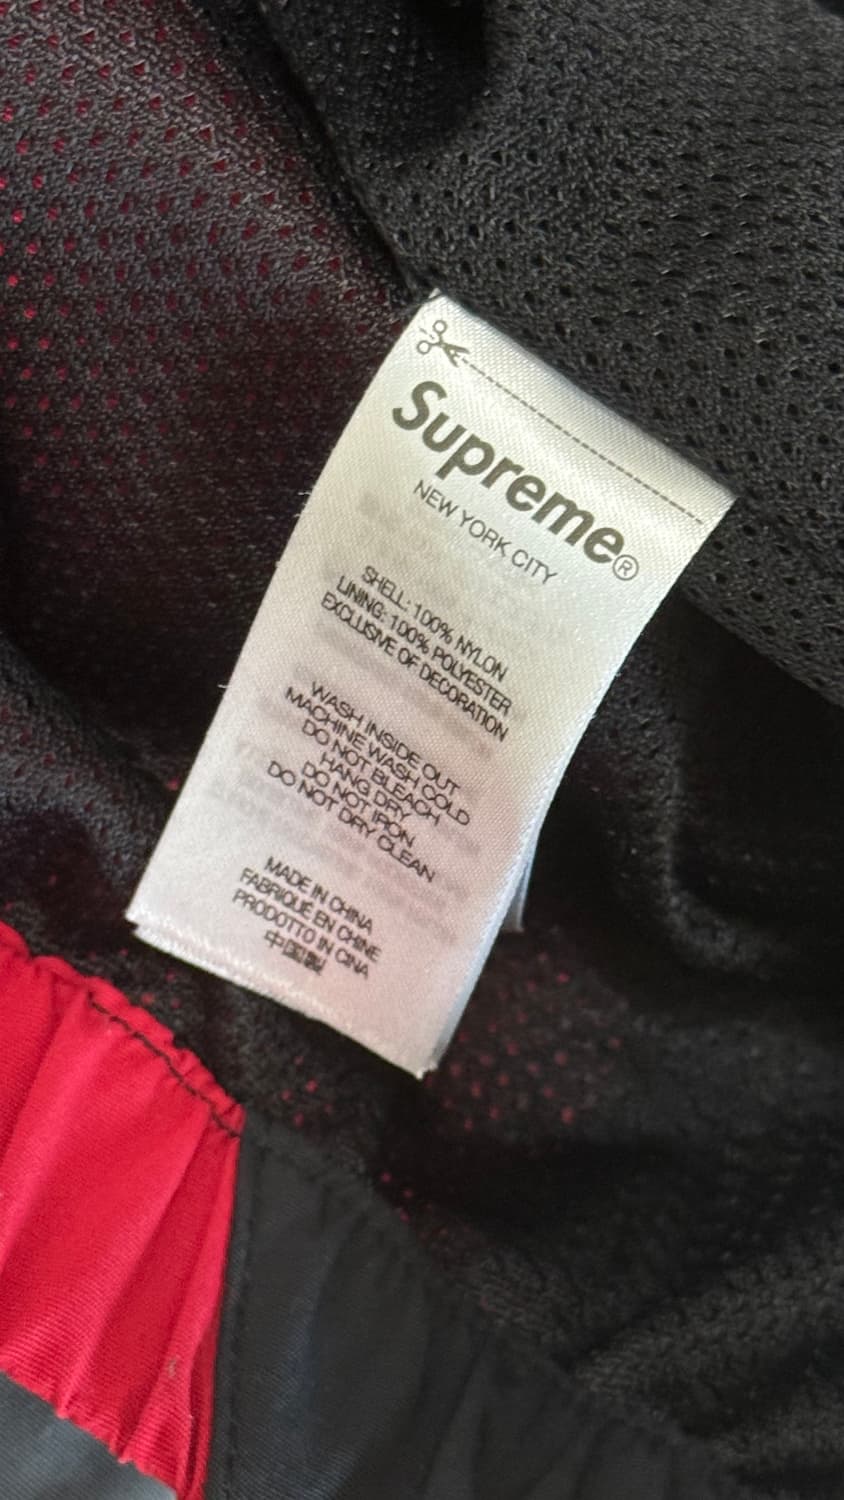 Supreme®
NEW YORK CITY
SHELL: 100% NYLON
LINING: 100% POLYESTER
EXCLUSIVE OF DECORATION
WASH INSIDE OUT
MACHINE WASH COLD
DO NOT BLEACH
HANG DRY
DO NOT IRON
DO NOT DRY CLEAN
MADE IN CHINA
FABRIQUÉ EN CHINE
PRODOTTO IN CINA
中国製